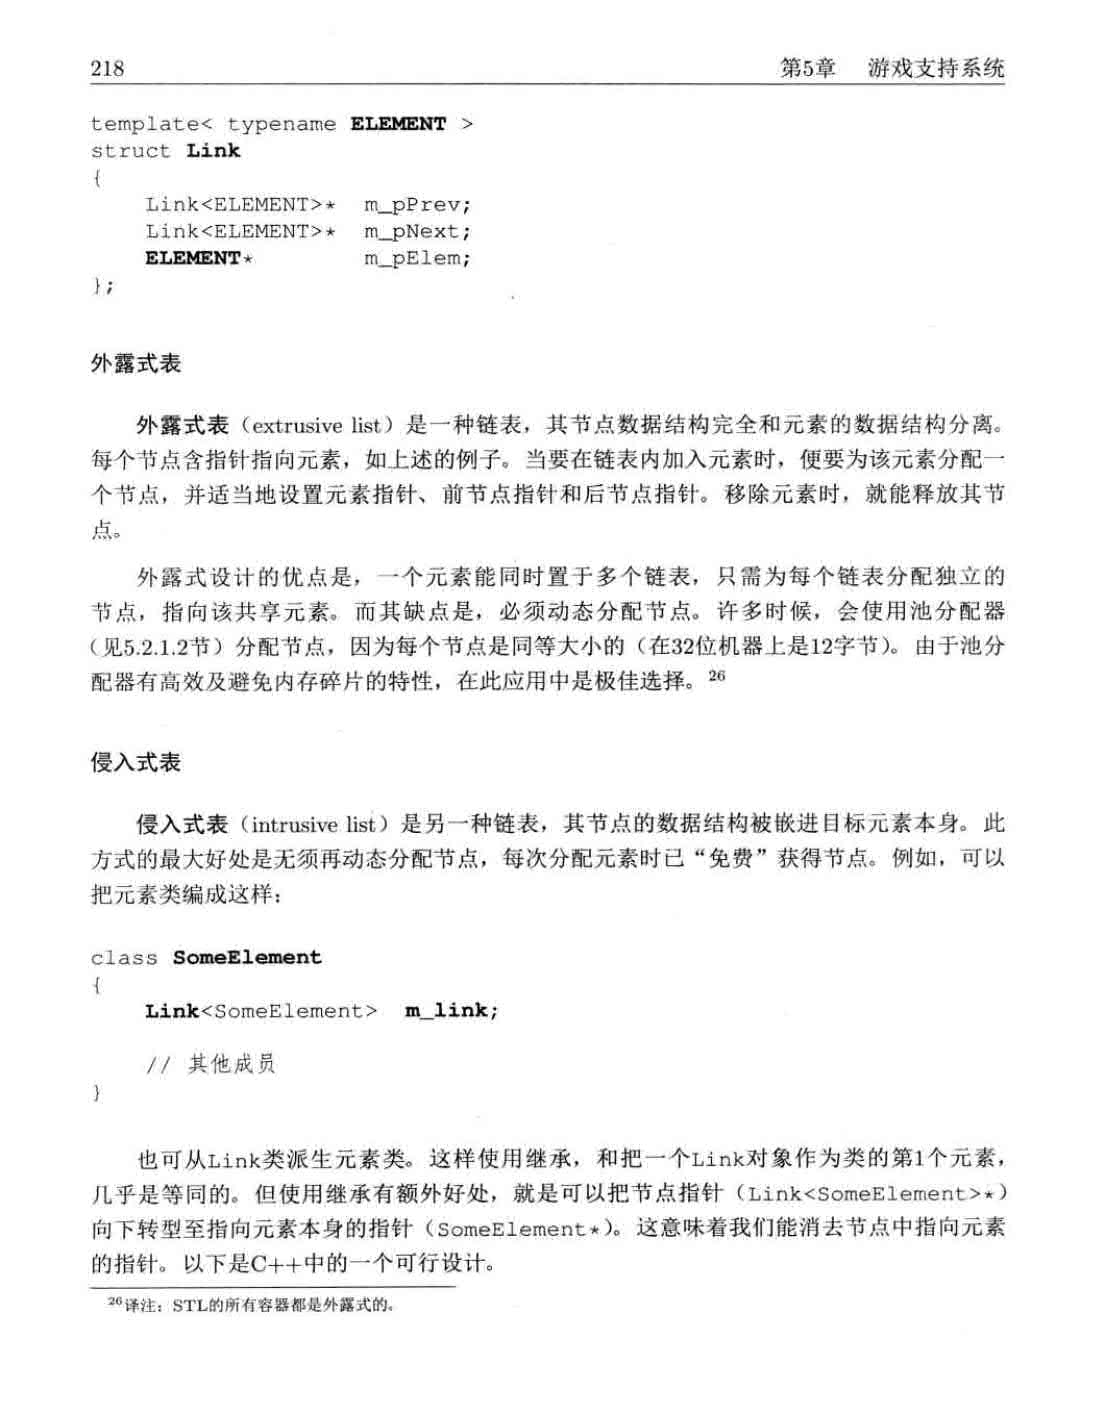 218 第5章 游戏支持系统
template< typename ELEMENT >
struct Link
{
Link<ELEMENT>* m_pPrev;
Link<ELEMENT>* m_pNext;
ELEMENT* m_pElem;
};
外露式表
外露式表（extrusive list）是一种链表，其节点数据结构完全和元素的数据结构分离。
每个节点含指针指向元素，如上述的例子。当要在链表内加入元素时，便要为该元素分配一
个节点，并适当地设置元素指针、前节点指针和后节点指针。移除元素时，就能释放其节
点。
外露式设计的优点是，一个元素能同时置于多个链表，只需为每个链表分配独立的
节点，指向该共享元素。而其缺点是，必须动态分配节点。许多时候，会使用池分配器
（见5.2.1.2节）分配节点，因为每个节点是同等大小的（在32位机器上是12字节）。由于池分
配器有高效及避免内存碎片的特性，在此应用中是极佳选择。26
侵入式表
侵入式表（intrusive list）是另一种链表，其节点的数据结构被嵌进目标元素本身。此
方式的最大好处是无须再动态分配节点，每次分配元素时已“免费”获得节点。例如，可以
把元素类编成这样：
class SomeElement
{
Link<SomeElement> m_link;
// 其他成员
}
也可从Link类派生元素类。这样使用继承，和把一个Link对象作为类的第1个元素，
几乎是等同的。但使用继承有额外好处，就是可以把节点指针（Link<SomeElement>*）
向下转型至指向元素本身的指针（SomeElement*）。这意味着我们能消去节点中指向元素
的指针。以下是C++中的一个可行设计。
26译注：STL的所有容器都是外露式的。